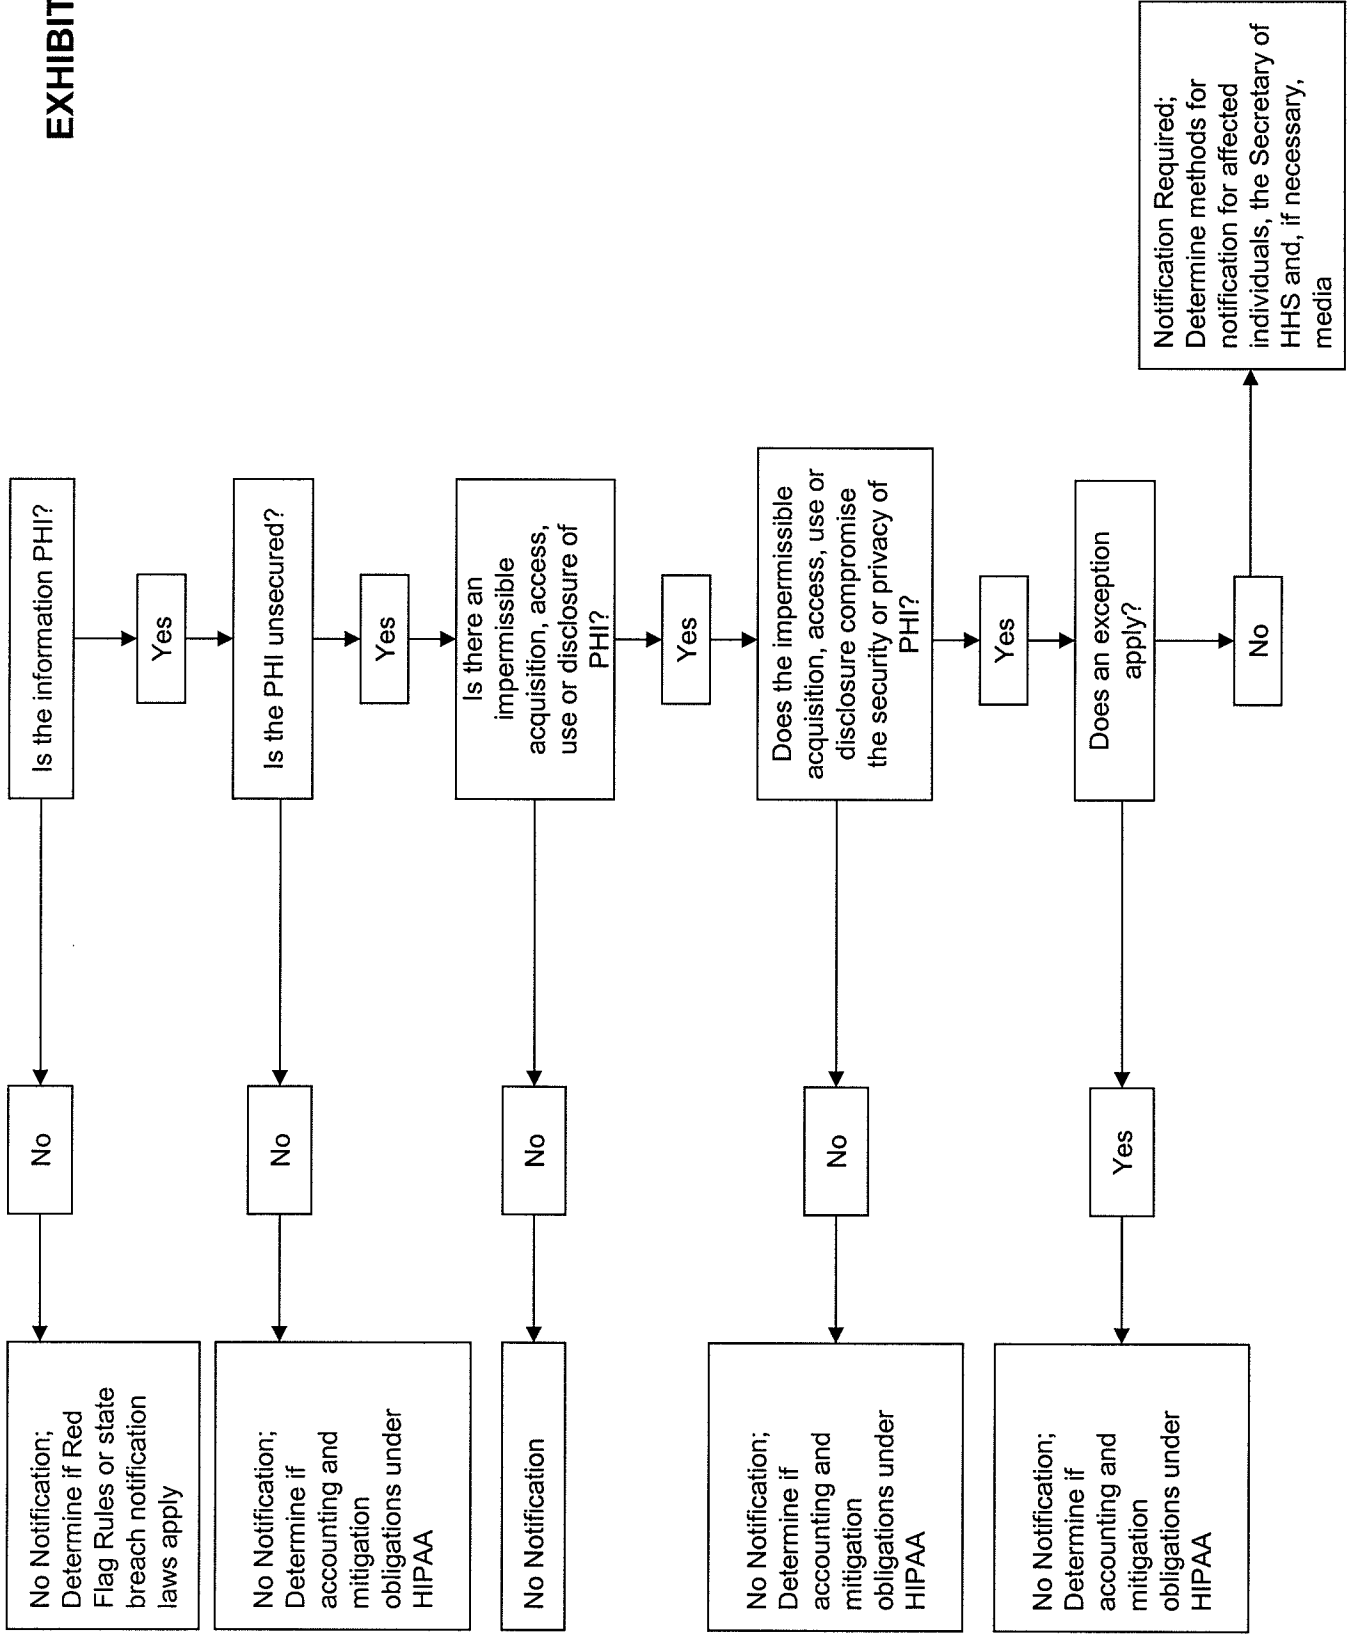 EXHIBIT
Is the information PHI?
No
No Notification;
Determine if Red
Flag Rules or state
breach notification
laws apply
Yes
Is the PHI unsecured?
No
No Notification;
Determine if
accounting and
mitigation
obligations under
HIPAA
Yes
Is there an
impermissible
acquisition, access,
use or disclosure of
PHI?
No
No Notification
Yes
Does the impermissible
acquisition, access, use or
disclosure compromise
the security or privacy of
PHI?
No
No Notification;
Determine if
accounting and
mitigation
obligations under
HIPAA
Yes
Does an exception
apply?
Yes
No Notification;
Determine if
accounting and
mitigation
obligations under
HIPAA
No
Notification Required;
Determine methods for
notification for affected
individuals, the Secretary of
HHS and, if necessary,
media